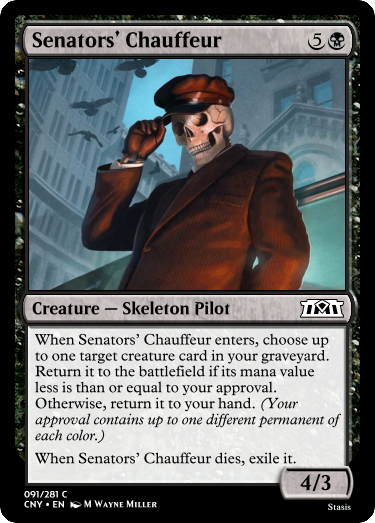 Senators’ Chauffeur 5
Creature — Skeleton Pilot
When Senators’ Chauffeur enters, choose up
to one target creature card in your graveyard.
Return it to the battlefield if its mana value
less is than or equal to your approval.
Otherwise, return it to your hand. (Your
approval contains up to one different permanent of
each color.)
When Senators’ Chauffeur dies, exile it.
4/3
091/281 C
CNY • EN M Wayne Miller
Stasis